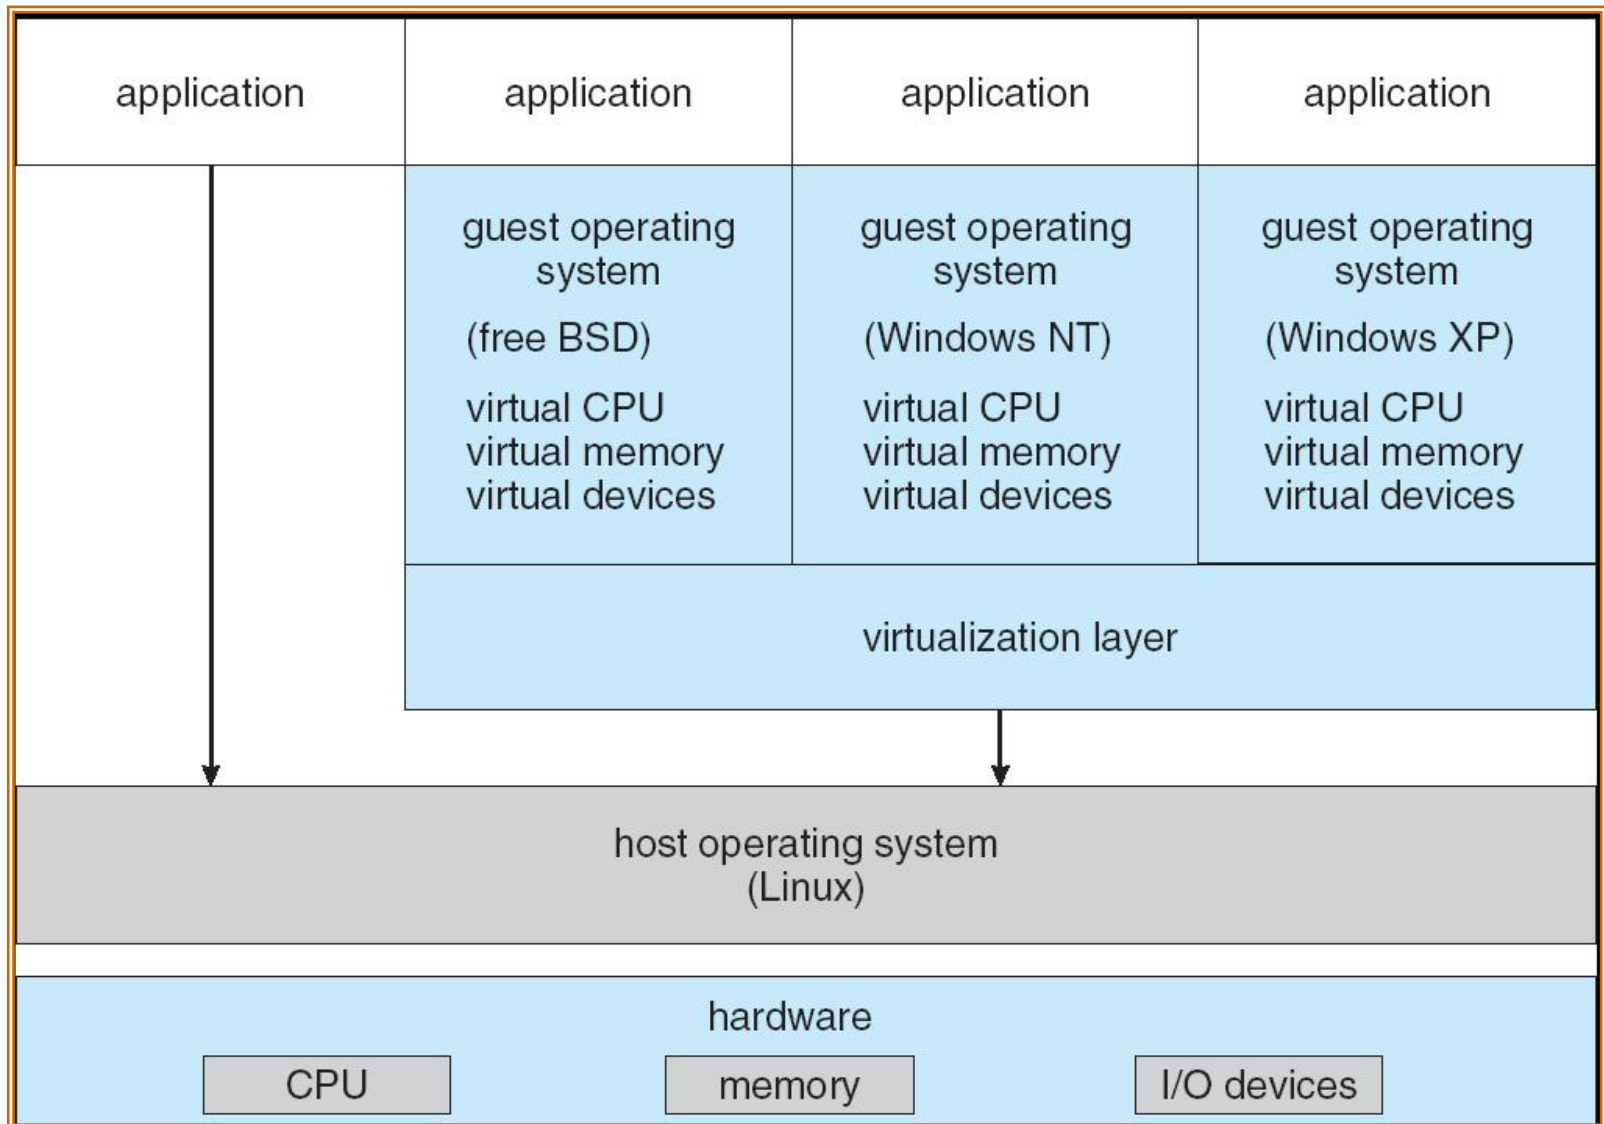 application
application
application
application
guest operating
system
(free BSD)
virtual CPU
virtual memory
virtual devices
guest operating
system
(Windows NT)
virtual CPU
virtual memory
virtual devices
guest operating
system
(Windows XP)
virtual CPU
virtual memory
virtual devices
virtualization layer
host operating system
(Linux)
hardware
CPU
memory
I/O devices